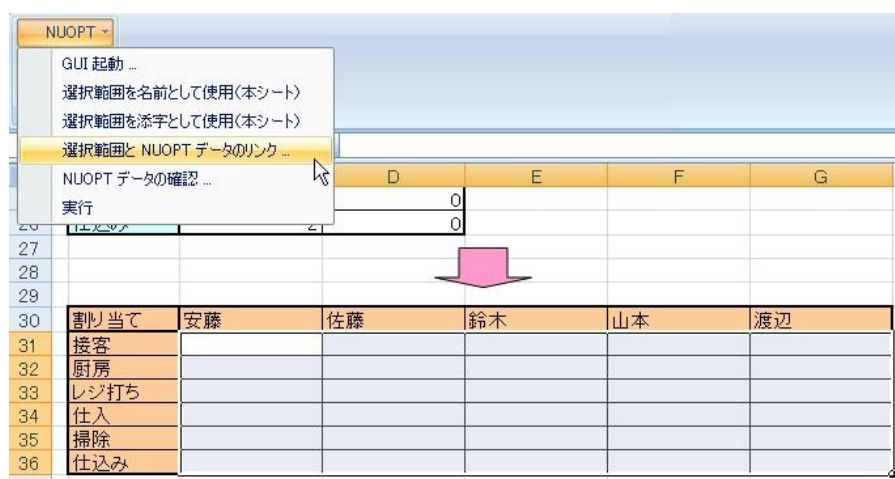 NUOPT
GUI 起動 ...
選択範囲を名前として使用(本シート)
選択範囲を添字として使用(本シート)
選択範囲と NUOPT データのリンク ...
NUOPT データの確認 ...
実行
D E F G
0
0
27
28
29
30 割り当て 安藤 佐藤 鈴木 山本 渡辺
31 接客
32 厨房
33 レジ打ち
34 仕入
35 掃除
36 仕込み